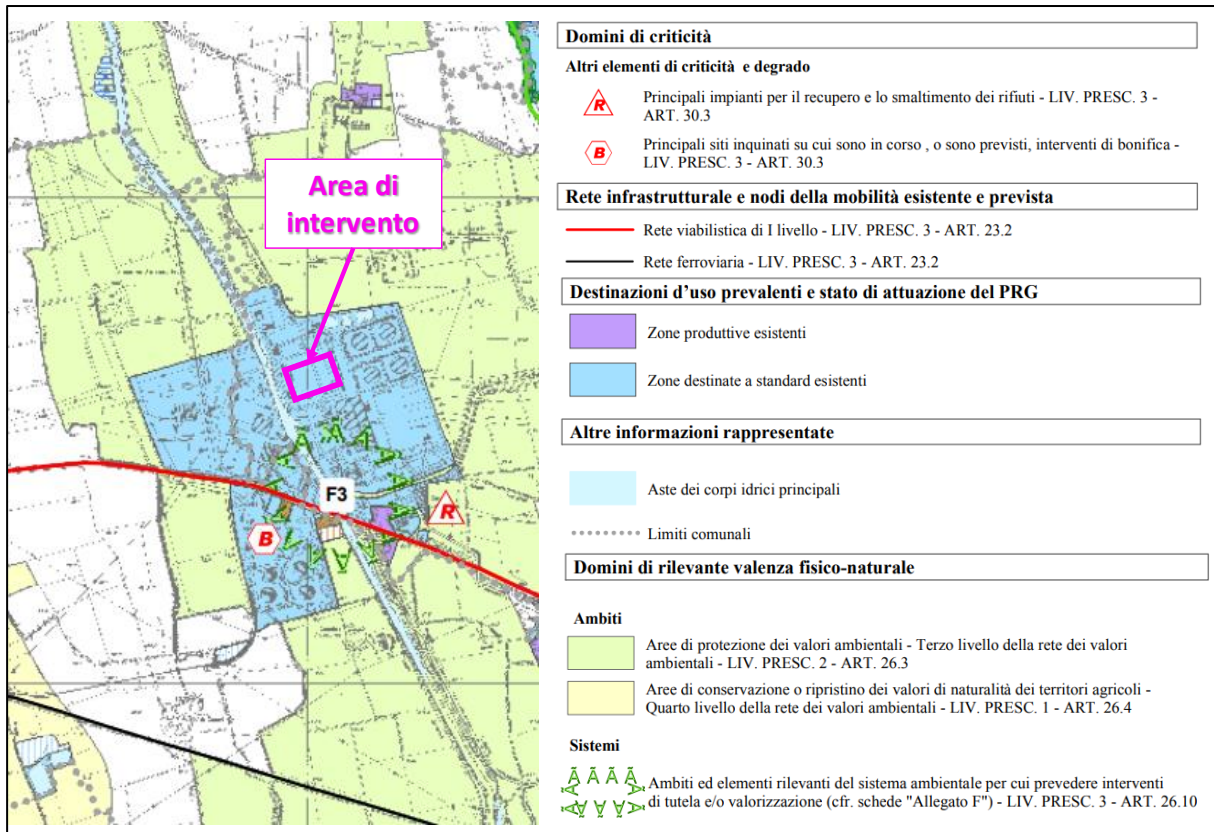 Area di
intervento
F3
R
B
Domini di criticità
Altri elementi di criticità e degrado
R
Principali impianti per il recupero e lo smaltimento dei rifiuti - LIV. PRESC. 3 -
ART. 30.3
B
Principali siti inquinati su cui sono in corso , o sono previsti, interventi di bonifica -
LIV. PRESC. 3 - ART. 30.3
Rete infrastrutturale e nodi della mobilità esistente e prevista
Rete viabilistica di I livello - LIV. PRESC. 3 - ART. 23.2
Rete ferroviaria - LIV. PRESC. 3 - ART. 23.2
Destinazioni d'uso prevalenti e stato di attuazione del PRG
Zone produttive esistenti
Zone destinate a standard esistenti
Altre informazioni rappresentate
Aste dei corpi idrici principali
Limiti comunali
Domini di rilevante valenza fisico-naturale
Ambiti
Aree di protezione dei valori ambientali - Terzo livello della rete dei valori
ambientali - LIV. PRESC. 2 - ART. 26.3
Aree di conservazione o ripristino dei valori di naturalità dei territori agricoli -
Quarto livello della rete dei valori ambientali - LIV. PRESC. 1 - ART. 26.4
Sistemi
Ambiti ed elementi rilevanti del sistema ambientale per cui prevedere interventi
di tutela e/o valorizzazione (cfr. schede "Allegato F") - LIV. PRESC. 3 - ART. 26.10